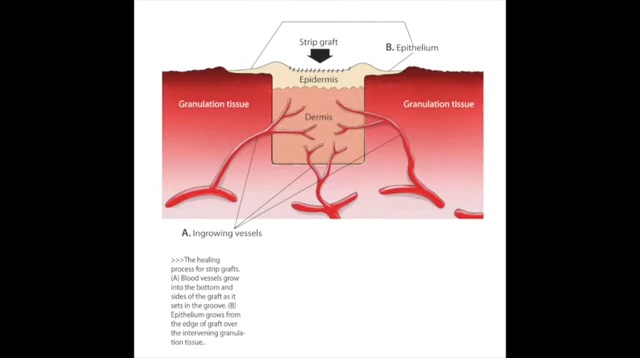 Strip graft
B. Epithelium
Epidermis
Granulation tissue
Granulation tissue
Dermis
A. Ingrowing vessels
>>>The healing
process for strip grafts.
(A) Blood vessels grow
into the bottom and
sides of the graft as it
sets in the groove. (B)
Epithelium grows from
the edge of graft over
the intervening granula-
tion tissue..